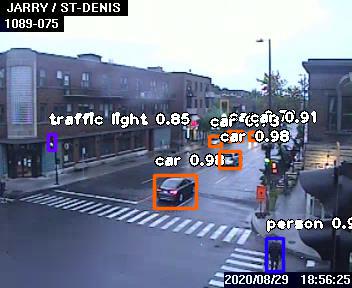 JARRY / ST-DENIS
1089-075
traffic light 0.85
0.91
car 0.98
car 0.98
person 0.9
2020/08/29 18:56:25